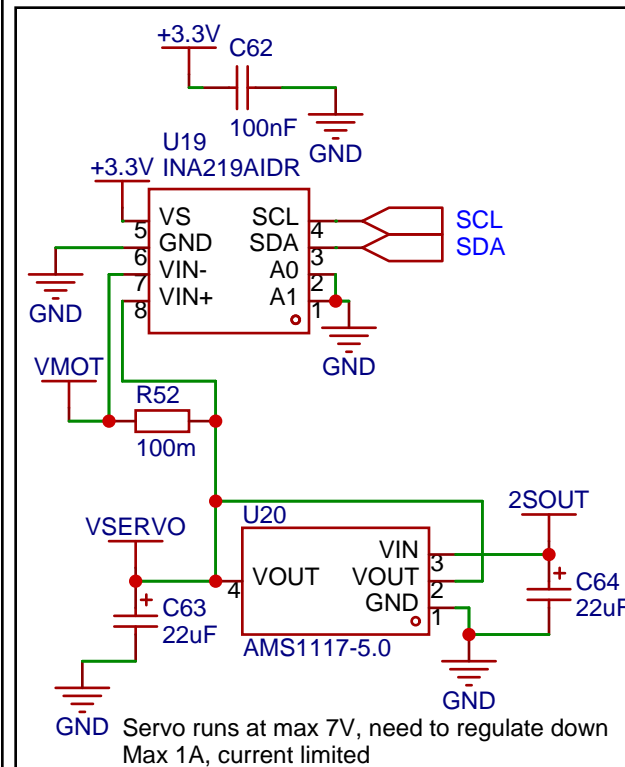 +3.3V
C62
100nF
GND
U19
INA219AIDR
+3.3V
VS
5
GND
6
VIN-
7
VIN+
8
SCL
4
SDA
3
A0
2
A1
1
SCL
SDA
GND
GND
VMOT
R52
100m
VSERVO
U20
2SOUT
VIN
3
VOUT
4
VOUT
2
GND
1
+
C63
22uF
+
C64
22uF
AMS1117-5.0
GND
GND
Servo runs at max 7V, need to regulate down
Max 1A, current limited